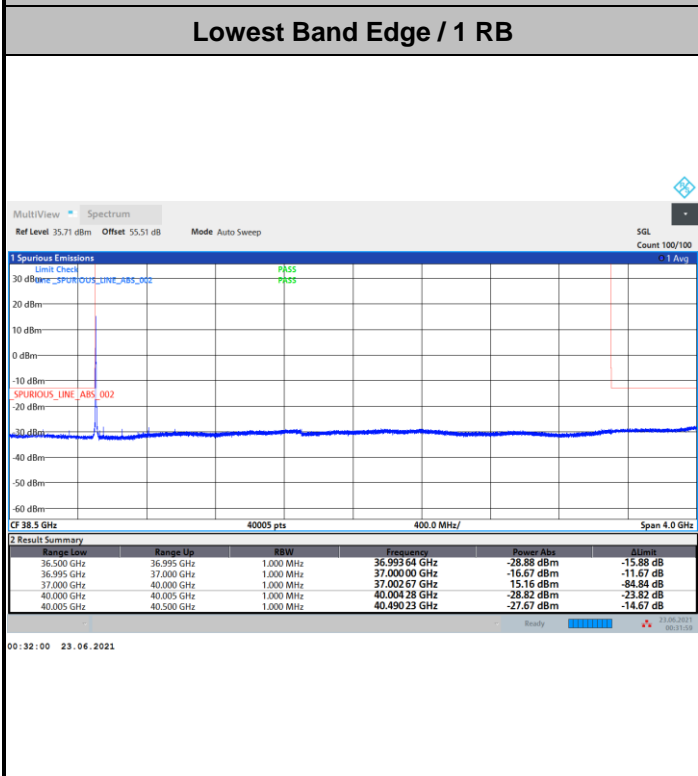 Lowest Band Edge / 1 RB
MultiView Spectrum
Ref Level 35.71 dBm Offset 55.51 dB Mode Auto Sweep SGL
Count 100/100
1 Spurious Emissions 1 Avg
Limit Check PASS
30 dBm Line _SPURIOUS_LINE_ABS_002 PASS
20 dBm
10 dBm
0 dBm
-10 dBm
_SPURIOUS_LINE_ABS_002
-20 dBm
-30 dBm
-40 dBm
-50 dBm
-60 dBm
CF 38.5 GHz 40005 pts 400.0 MHz/ Span 4.0 GHz
2 Result Summary
Range Low Range Up RBW Frequency Power Abs ΔLimit
36.500 GHz 36.995 GHz 1.000 MHz 36.993 64 GHz -28.88 dBm -15.88 dB
36.995 GHz 37.000 GHz 1.000 MHz 37.000 00 GHz -16.67 dBm -11.67 dB
37.000 GHz 40.000 GHz 1.000 MHz 37.002 67 GHz 15.16 dBm -84.84 dB
40.000 GHz 40.005 GHz 1.000 MHz 40.004 28 GHz -28.82 dBm -23.82 dB
40.005 GHz 40.500 GHz 1.000 MHz 40.490 23 GHz -27.67 dBm -14.67 dB
Ready 23.06.2021
00:31:59
00:32:00 23.06.2021